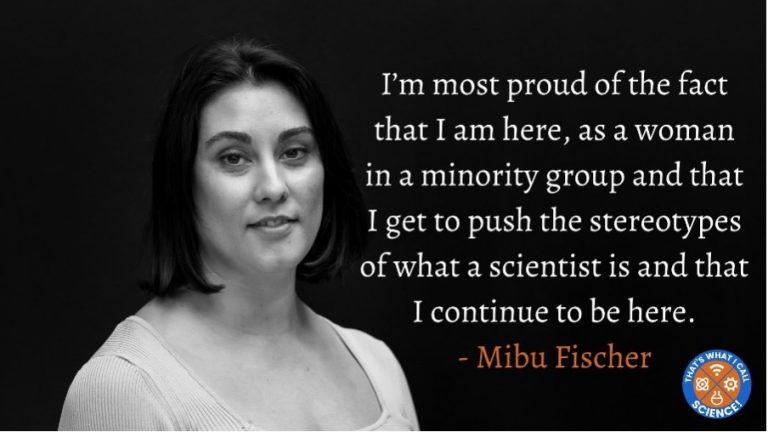 I’m most proud of the fact
that I am here, as a woman
in a minority group and that
I get to push the stereotypes
of what a scientist is and that
I continue to be here.
- Mibu Fischer
THAT'S WHAT I CALL
SCIENCE!